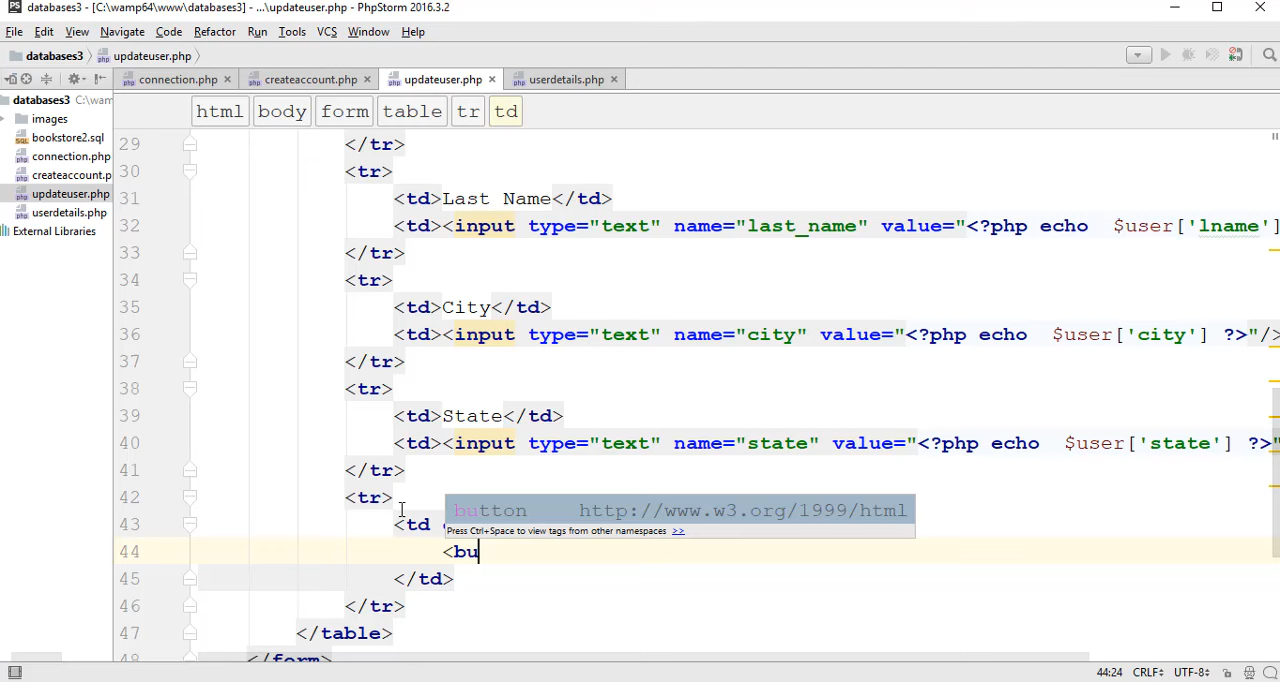 PS databases3 - [C:\wamp64\www\databases3] - ...\updateuser.php - PhpStorm 2016.3.2
File Edit View Navigate Code Refactor Run Tools VCS Window Help
databases3 updateuser.php
connection.php createaccount.php updateuser.php userdetails.php
databases3 C:\wam
images
bookstore2.sql
connection.php
createaccount.p
updateuser.php
userdetails.php
External Libraries
html body form table tr td
29 </tr>
30 <tr>
31 <td>Last Name</td>
32 <td><input type="text" name="last_name" value="<?php echo $user['lname']
33 </tr>
34 <tr>
35 <td>City</td>
36 <td><input type="text" name="city" value="<?php echo $user['city'] ?>"/>
37 </tr>
38 <tr>
39 <td>State</td>
40 <td><input type="text" name="state" value="<?php echo $user['state'] ?>"
41 </tr>
42 <tr>
button http://www.w3.org/1999/html
43 <td
Press Ctrl+Space to view tags from other namespaces >>
44 <bu
45 </td>
46 </tr>
47 </table>
48 </form>
44:24 CRLF UTF-8